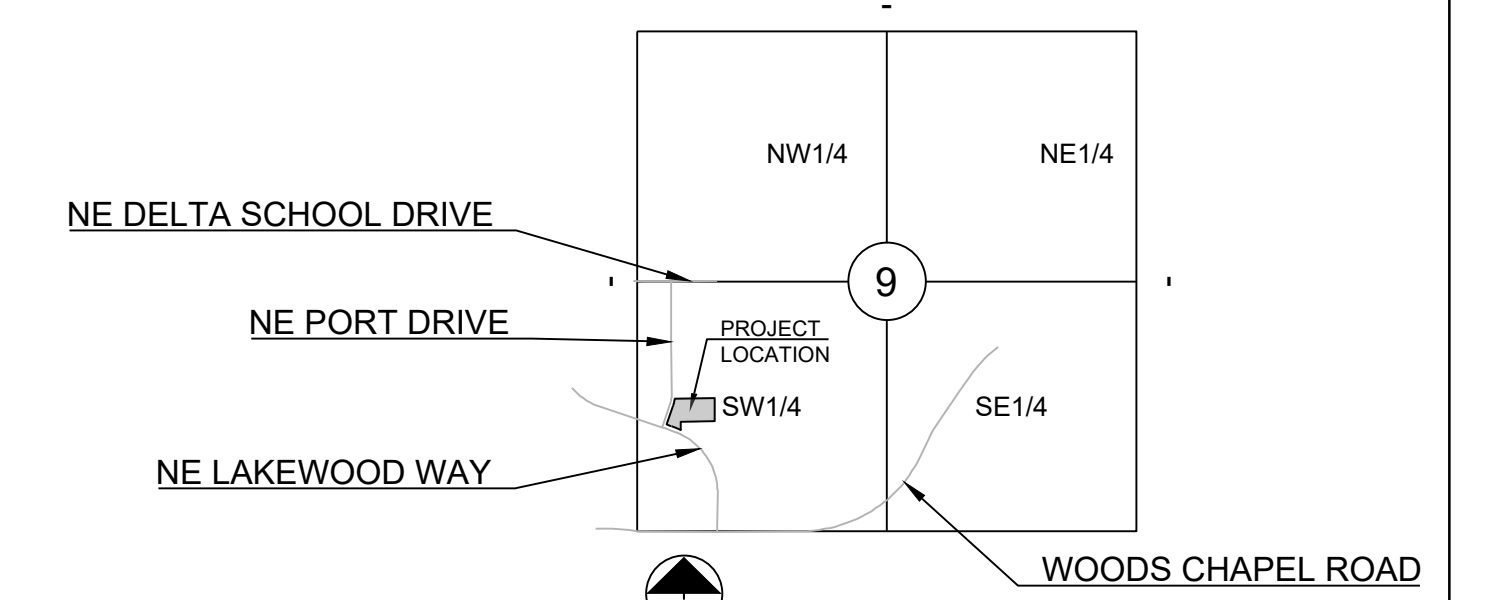 NW1/4
NE1/4
NE DELTA SCHOOL DRIVE
9
NE PORT DRIVE
PROJECT
LOCATION
SW1/4
SE1/4
NE LAKEWOOD WAY
WOODS CHAPEL ROAD